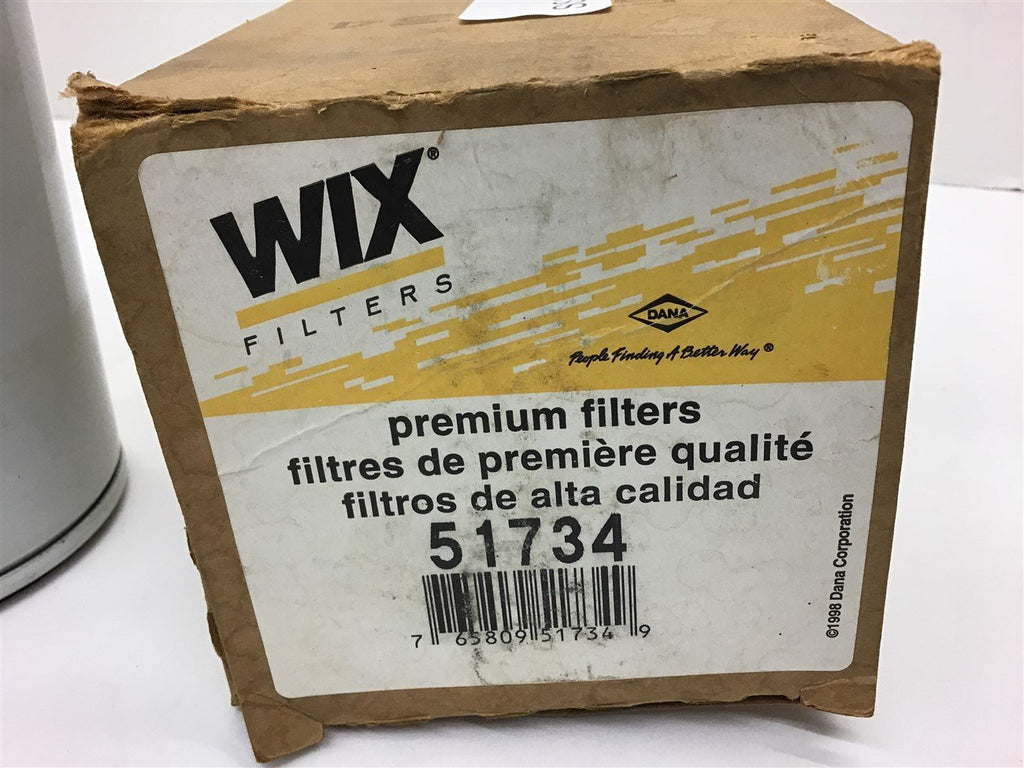 WIX®
FILTERS
DANA
People Finding A Better Way®
premium filters
filtres de première qualité
filtros de alta calidad
51734
7 65809 51734 9
©1998 Dana Corporation